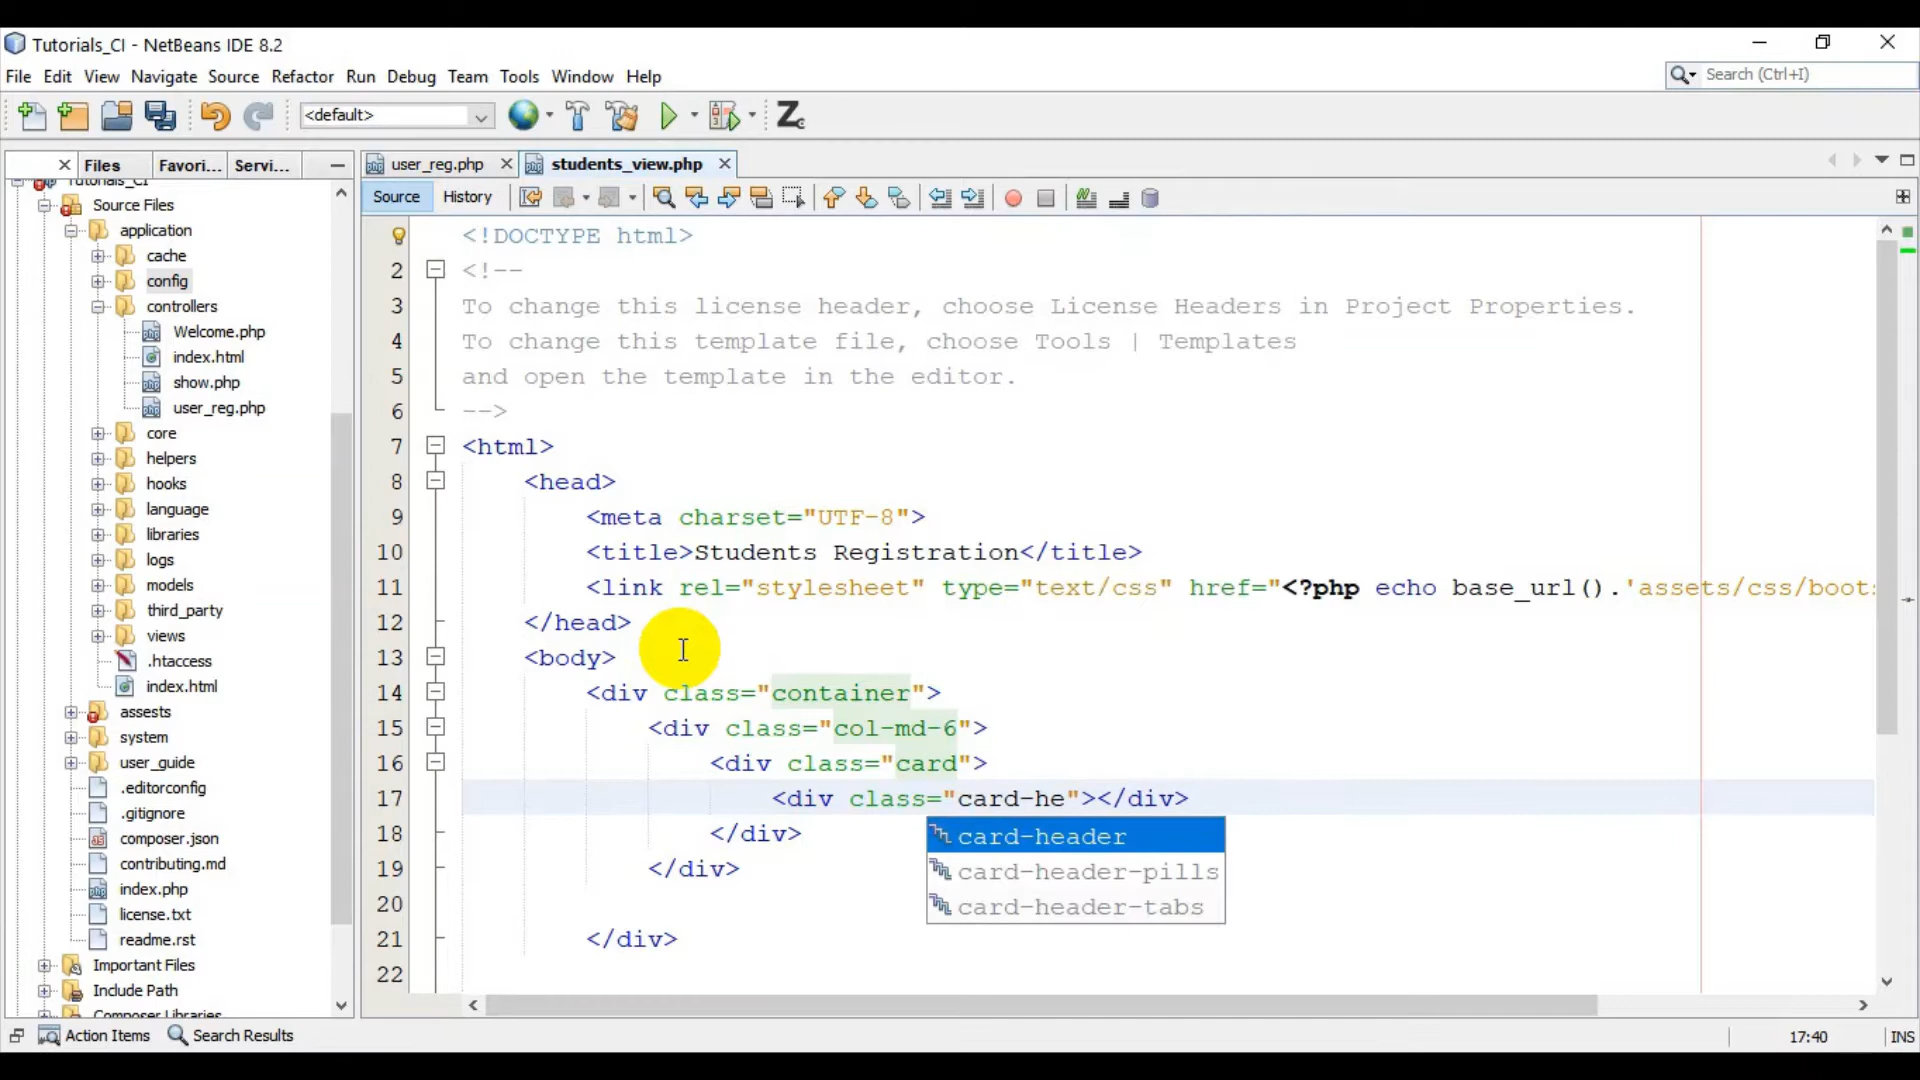 Tutorials_CI - NetBeans IDE 8.2
File Edit View Navigate Source Refactor Run Debug Team Tools Window Help
Search (Ctrl+I)
<default>
Files Favori... Servi...
user_reg.php students_view.php
Source History
Tutorials_CI
Source Files
application
cache
config
controllers
Welcome.php
index.html
show.php
user_reg.php
core
helpers
hooks
language
libraries
logs
models
third_party
views
.htaccess
index.html
assests
system
user_guide
.editorconfig
.gitignore
composer.json
contributing.md
index.php
license.txt
readme.rst
Important Files
Include Path
Composer Libraries
<!DOCTYPE html>
2 <!--
3 To change this license header, choose License Headers in Project Properties.
4 To change this template file, choose Tools | Templates
5 and open the template in the editor.
6 -->
7 <html>
8 <head>
9 <meta charset="UTF-8">
10 <title>Students Registration</title>
11 <link rel="stylesheet" type="text/css" href="<?php echo base_url().'assets/css/boots
12 </head>
13 <body>
14 <div class="container">
15 <div class="col-md-6">
16 <div class="card">
17 <div class="card-he"></div>
18 </div>
card-header
card-header-pills
19 </div>
20
card-header-tabs
21 </div>
22
Action Items Search Results
17:40 INS